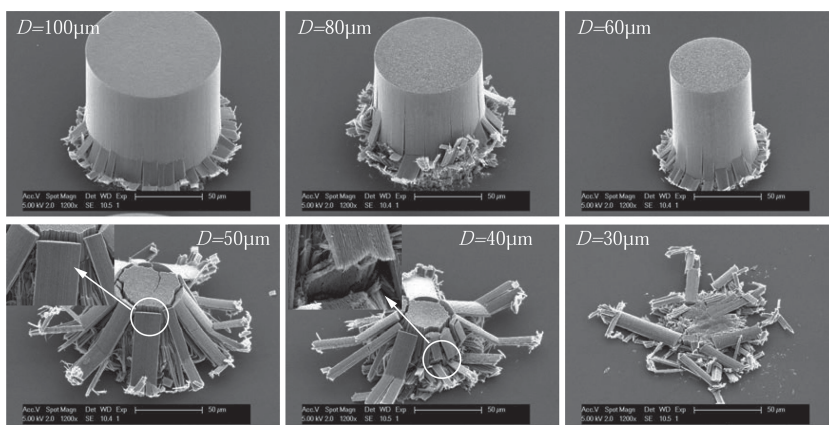 D=100µm
D=80µm
D=60µm
Acc.V Spot Magn Det WD Exp 50 µm
5.00 kV 2.0 1200x SE 10.5 1
Acc.V Spot Magn Det WD Exp 50 µm
5.00 kV 2.0 1200x SE 10.5 1
Acc.V Spot Magn Det WD Exp 50 µm
5.00 kV 2.0 1200x SE 10.5 1
D=50µm
D=40µm
D=30µm
Acc.V Spot Magn Det WD Exp 50 µm
5.00 kV 2.0 1200x SE 10.4 1
Acc.V Spot Magn Det WD Exp 50 µm
5.00 kV 2.0 1200x SE 10.4 1
Acc.V Spot Magn Det WD Exp 50 µm
5.00 kV 2.0 1200x SE 10.5 1